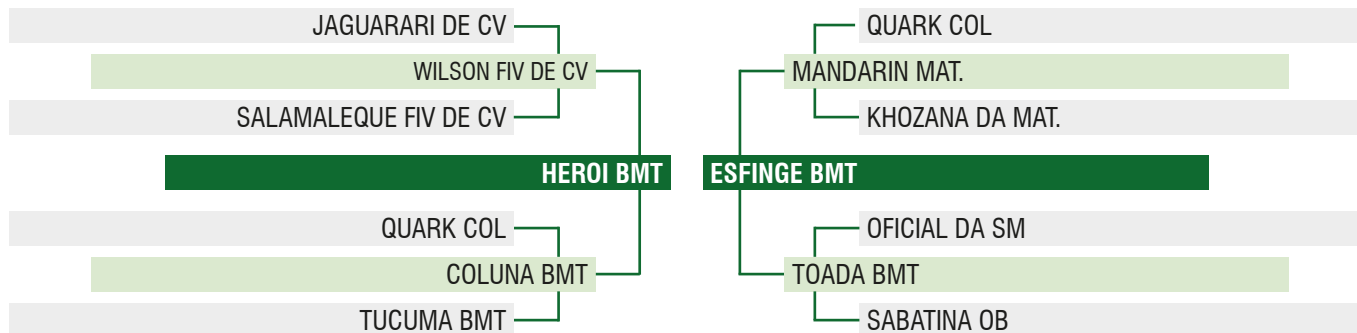 JAGUARARI DE CV
WILSON FIV DE CV
SALAMALEQUE FIV DE CV
HEROI BMT
QUARK COL
COLUNA BMT
TUCUMA BMT
QUARK COL
MANDARIN MAT.
KHOZANA DA MAT.
ESFINGE BMT
OFICIAL DA SM
TOADA BMT
SABATINA OB